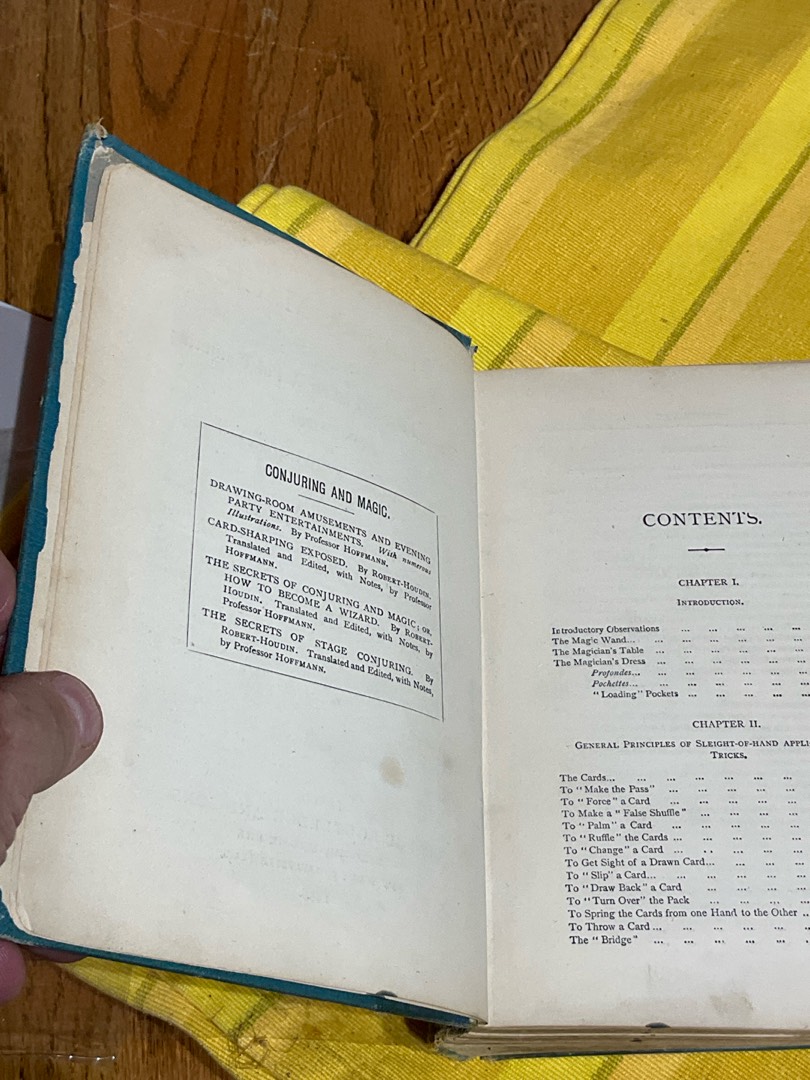 CONJURING AND MAGIC.
DRAWING-ROOM AMUSEMENTS AND EVENING
PARTY ENTERTAINMENTS. With numerous
Illustrations. By Professor HOFFMANN.
CARD-SHARPING EXPOSED. By ROBERT-HOUDIN.
Translated and Edited, with Notes, by Professor
HOFFMANN.
THE SECRETS OF CONJURING AND MAGIC; OR,
HOW TO BECOME A WIZARD. By ROBERT-
HOUDIN. Translated and Edited, with Notes, by
Professor HOFFMANN.
THE SECRETS OF STAGE CONJURING. By
ROBERT-HOUDIN. Translated and Edited, with Notes,
by Professor HOFFMANN.
CONTENTS.
CHAPTER I.
INTRODUCTION.
Introductory Observations ... ... ... ...
The Magic Wand... ... ... ... ... ...
The Magician's Table ... ... ... ... ...
The Magician's Dress ... ... ... ... ...
Profondes... ... ... ... ... ...
Pochettes... ... ... ... ... ...
"Loading" Pockets ... ... ... ...
CHAPTER II.
GENERAL PRINCIPLES OF SLEIGHT-OF-HAND APPLI
TRICKS.
The Cards... ... ... ... ... ... ...
To "Make the Pass" ... ... ... ... ...
To "Force" a Card ... ... ... ... ...
To Make a "False Shuffle" ... ... ... ...
To "Palm" a Card ... ... ... ... ...
To "Ruffle" the Cards ... ... ... ... ...
To "Change" a Card ... ... ... ... ...
To Get Sight of a Drawn Card... ... ... ...
To "Slip" a Card... ... ... ... ... ...
To "Draw Back" a Card ... ... ... ...
To "Turn Over" the Pack ... ... ... ...
To Spring the Cards from one Hand to the Other ..
To Throw a Card ... ... ... ... ... ...
The "Bridge" ... ... ... ... ... ...